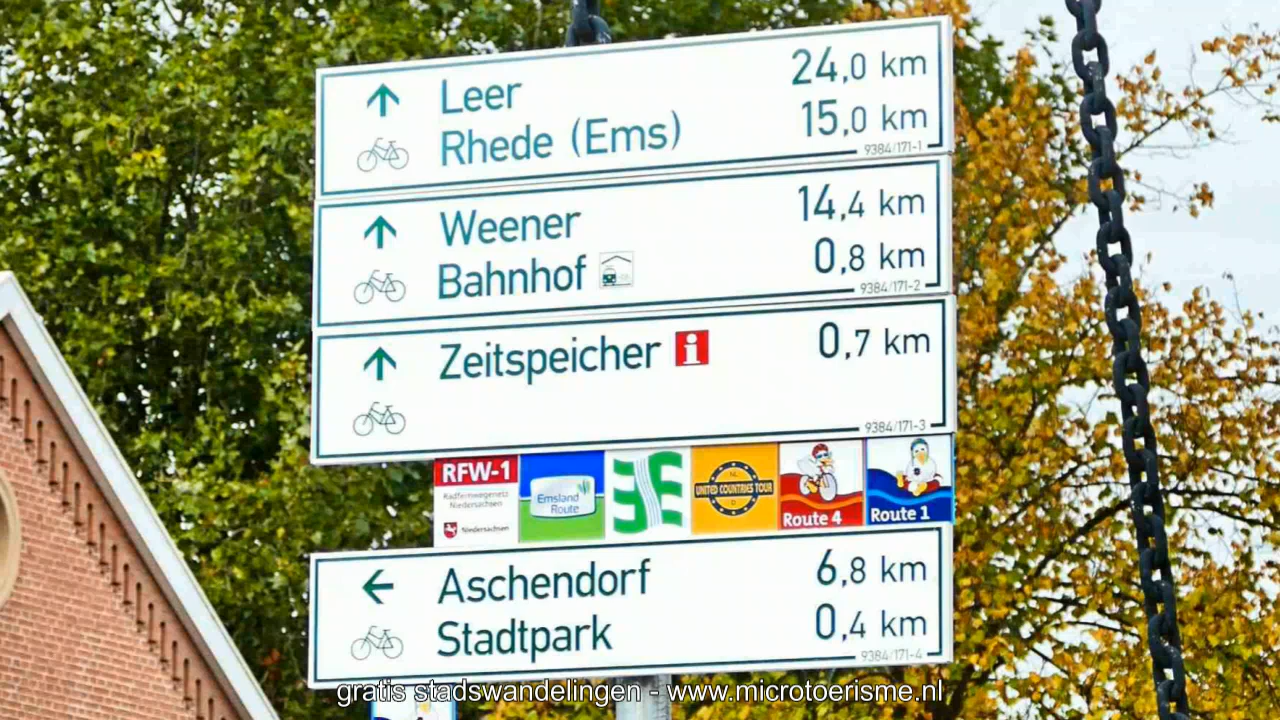 Leer 24,0 km
Rhede (Ems) 15,0 km
9384/171-1
Weener 14,4 km
Bahnhof 0,8 km
9384/171-2
Zeitspeicher i 0,7 km
9384/171-3
RFW-1
Radfernwegenetz
Niedersachsen
Niedersachsen
Emsland
Route
NL
UNITED COUNTRIES TOUR
D
Route 4
Route 1
Aschendorf 6,8 km
Stadtpark 0,4 km
9384/171-4
gratis stadswandelingen - www.microtoerisme.nl